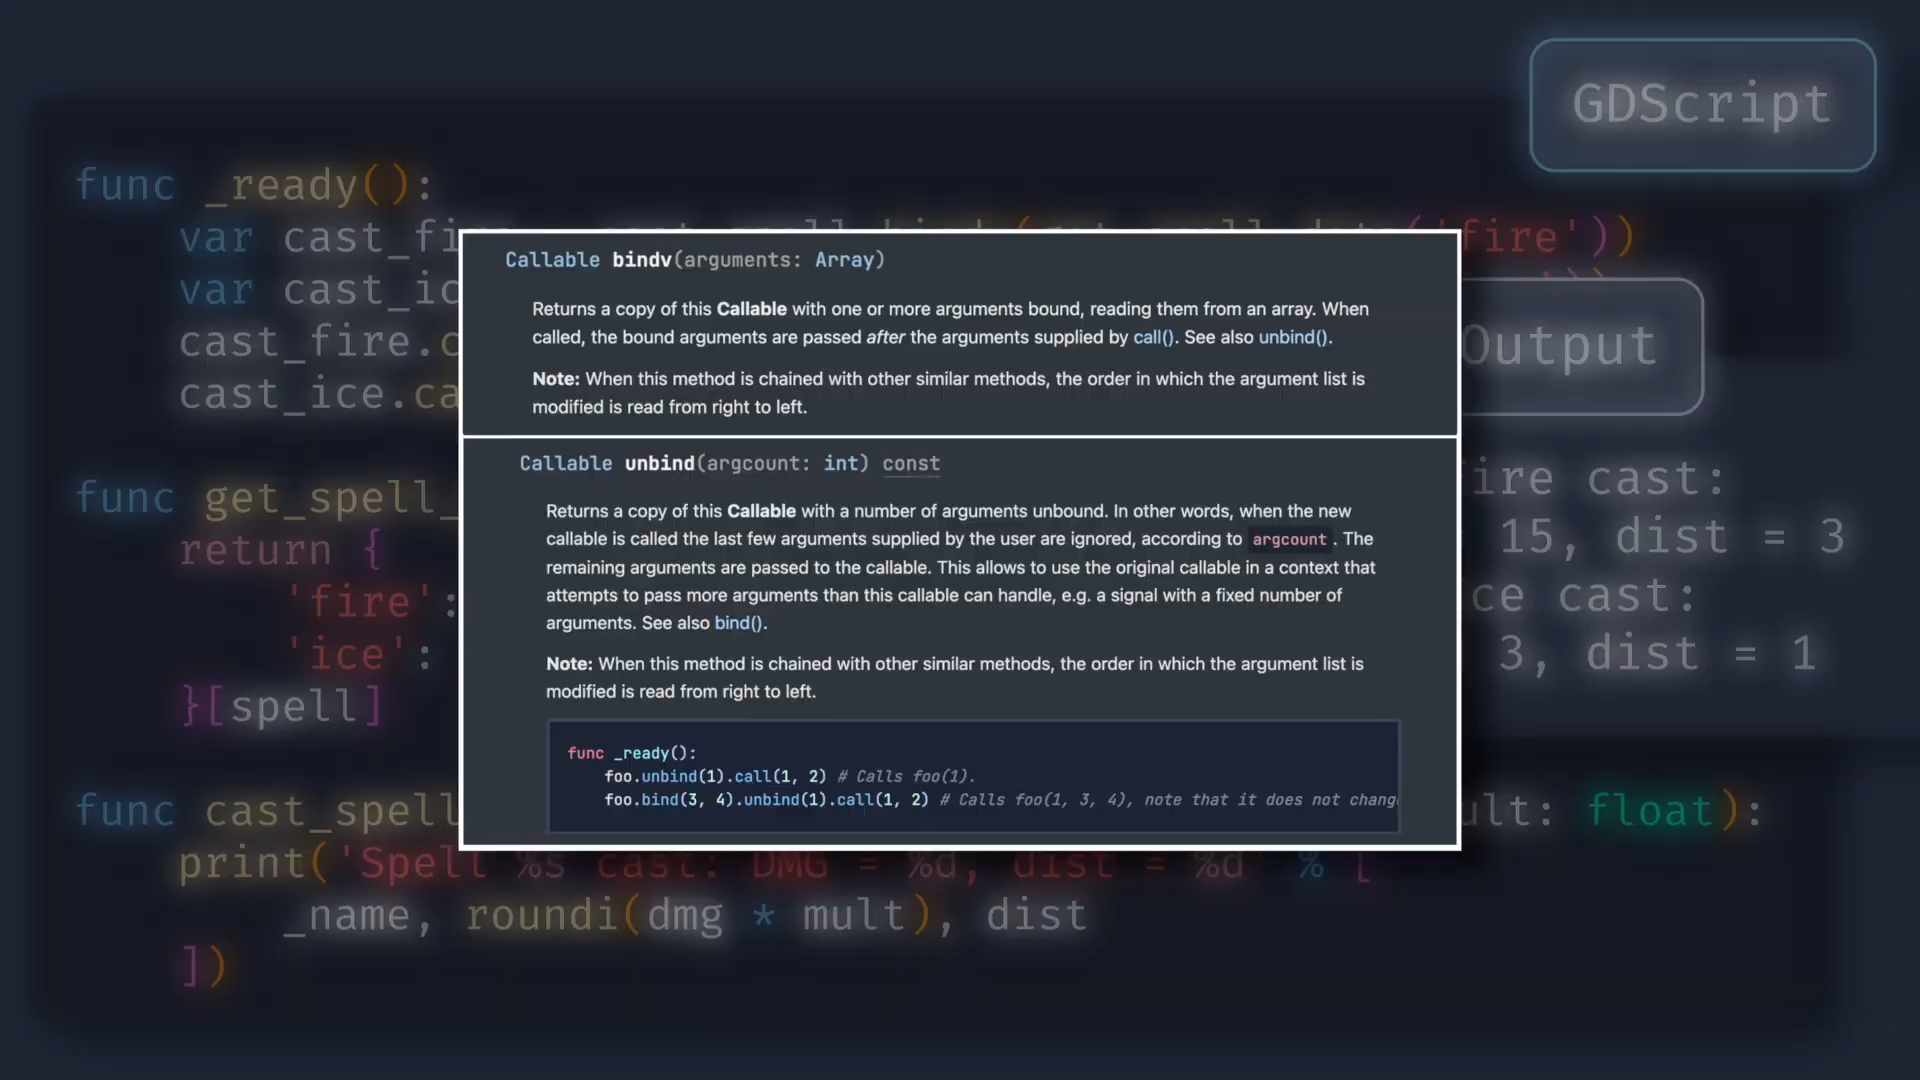 GDScript
func _ready():
var cast_fi
'fire'))
var cast_ic
cast_fire.c
Output
cast_ice.ca
Callable bindv(arguments: Array)
Returns a copy of this Callable with one or more arguments bound, reading them from an array. When
called, the bound arguments are passed after the arguments supplied by call(). See also unbind().
Note: When this method is chained with other similar methods, the order in which the argument list is
modified is read from right to left.
Callable unbind(argcount: int) const
Returns a copy of this Callable with a number of arguments unbound. In other words, when the new
callable is called the last few arguments supplied by the user are ignored, according to argcount . The
remaining arguments are passed to the callable. This allows to use the original callable in a context that
attempts to pass more arguments than this callable can handle, e.g. a signal with a fixed number of
arguments. See also bind().
Note: When this method is chained with other similar methods, the order in which the argument list is
modified is read from right to left.
func _ready():
foo.unbind(1).call(1, 2) # Calls foo(1).
foo.bind(3, 4).unbind(1).call(1, 2) # Calls foo(1, 3, 4), note that it does not chang
func get_spell_
return {
'fire':
'ice':
}[spell]
ire cast:
15, dist = 3
ce cast:
3, dist = 1
func cast_spell
ult: float):
print('Spell %s cast: DMG = %d, dist = %d' % [
_name, roundi(dmg * mult), dist
])